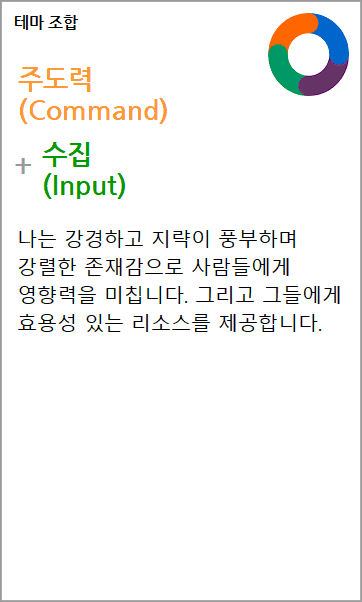 테마 조합
주도력
(Command)
+ 수집
(Input)
나는 강경하고 지략이 풍부하며
강렬한 존재감으로 사람들에게
영향력을 미칩니다. 그리고 그들에게
효용성 있는 리소스를 제공합니다.